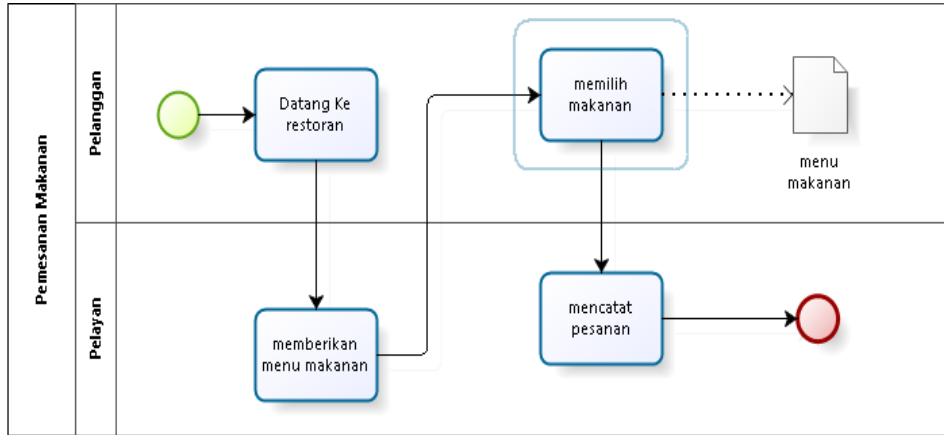 Pemesanan Makanan
Pelanggan
Datang Ke
restoran
memilih
makanan
menu
makanan
Pelayan
memberikan
menu makanan
mencatat
pesanan